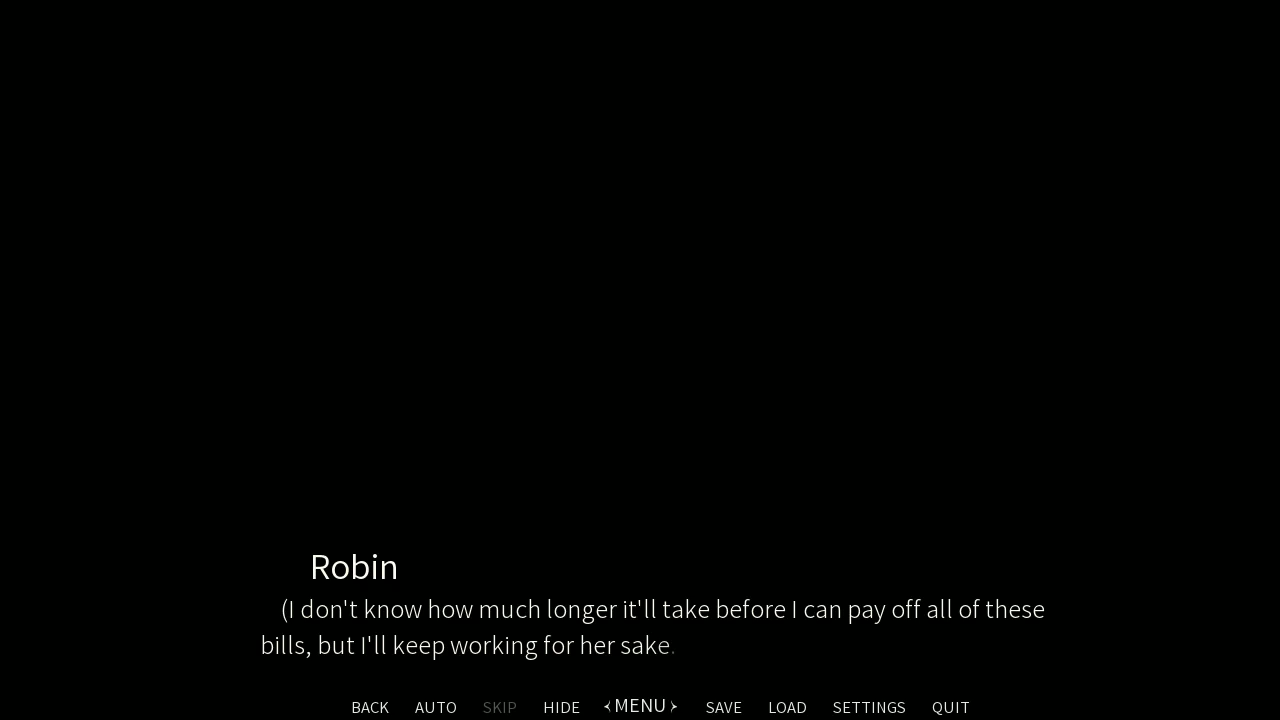 Robin
(I don't know how much longer it'll take before I can pay off all of these
bills, but I'll keep working for her sake.
BACK AUTO SKIP HIDE MENU SAVE LOAD SETTINGS QUIT